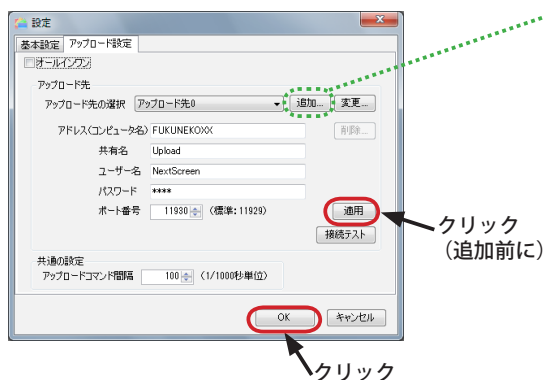 設定
基本設定 アップロード設定
オールインワン
アップロード先
アップロード先の選択 アップロード先0 追加... 変更...
アドレス(コンピュータ名) FUKUNEKOXX 削除...
共有名 Upload
ユーザー名 NextScreen
パスワード ****
ポート番号 11930 (標準: 11929) 適用
クリック
(追加前に)
接続テスト
共通の設定
アップロードコマンド間隔 100 (1/1000秒単位)
OK キャンセル
クリック